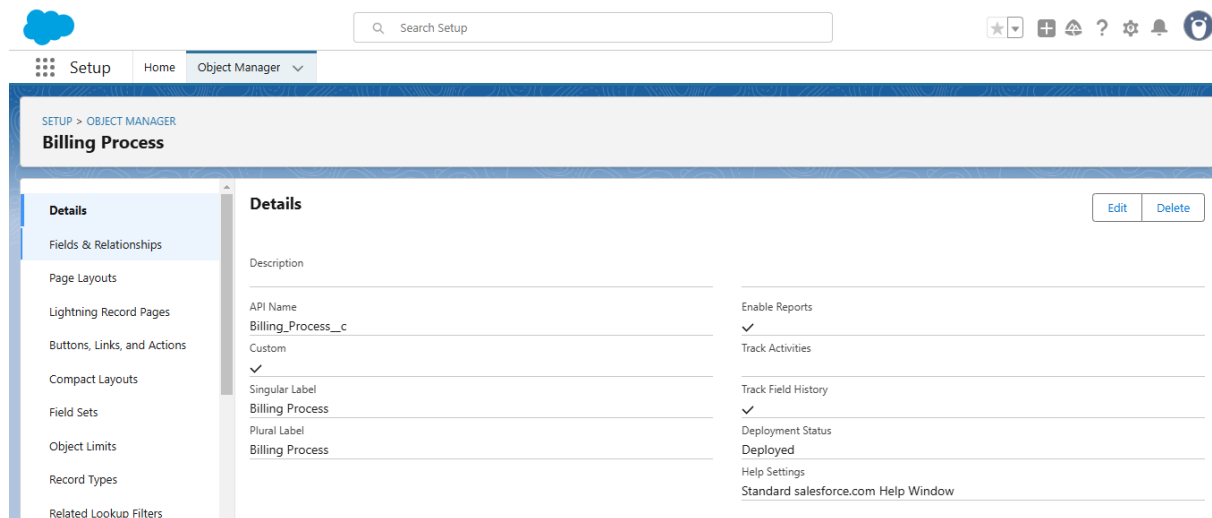 Search Setup
Setup
Home
Object Manager
SETUP > OBJECT MANAGER
Billing Process
Details
Fields & Relationships
Page Layouts
Lightning Record Pages
Buttons, Links, and Actions
Compact Layouts
Field Sets
Object Limits
Record Types
Related Lookup Filters
Details
Edit
Delete
Description
API Name
Billing_Process__c
Custom
Singular Label
Billing Process
Plural Label
Billing Process
Enable Reports
Track Activities
Track Field History
Deployment Status
Deployed
Help Settings
Standard salesforce.com Help Window